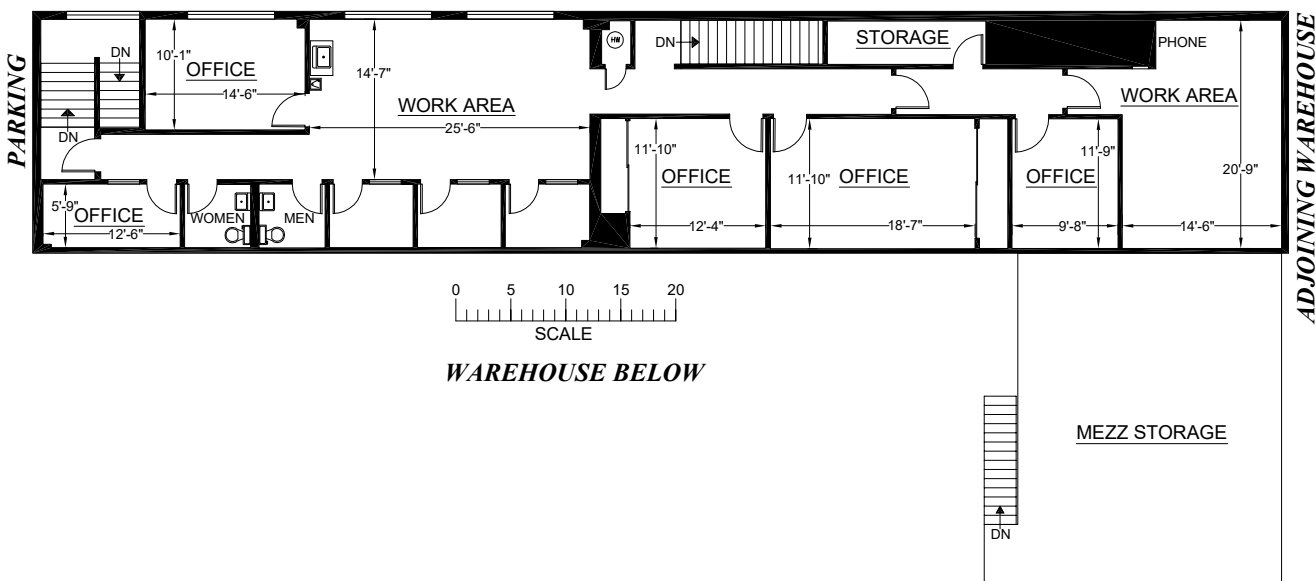 PARKING
DN
DN
10'-1"
OFFICE
14'-6"
14'-7"
WORK AREA
25'-6"
HW
DN
STORAGE
PHONE
WORK AREA
20'-9"
14'-6"
ADJOINING WAREHOUSE
5'-9"
OFFICE
12'-6"
WOMEN
MEN
11'-10"
OFFICE
12'-4"
11'-10"
OFFICE
18'-7"
11'-9"
OFFICE
9'-8"
0 5 10 15 20
SCALE
WAREHOUSE BELOW
MEZZ STORAGE
DN